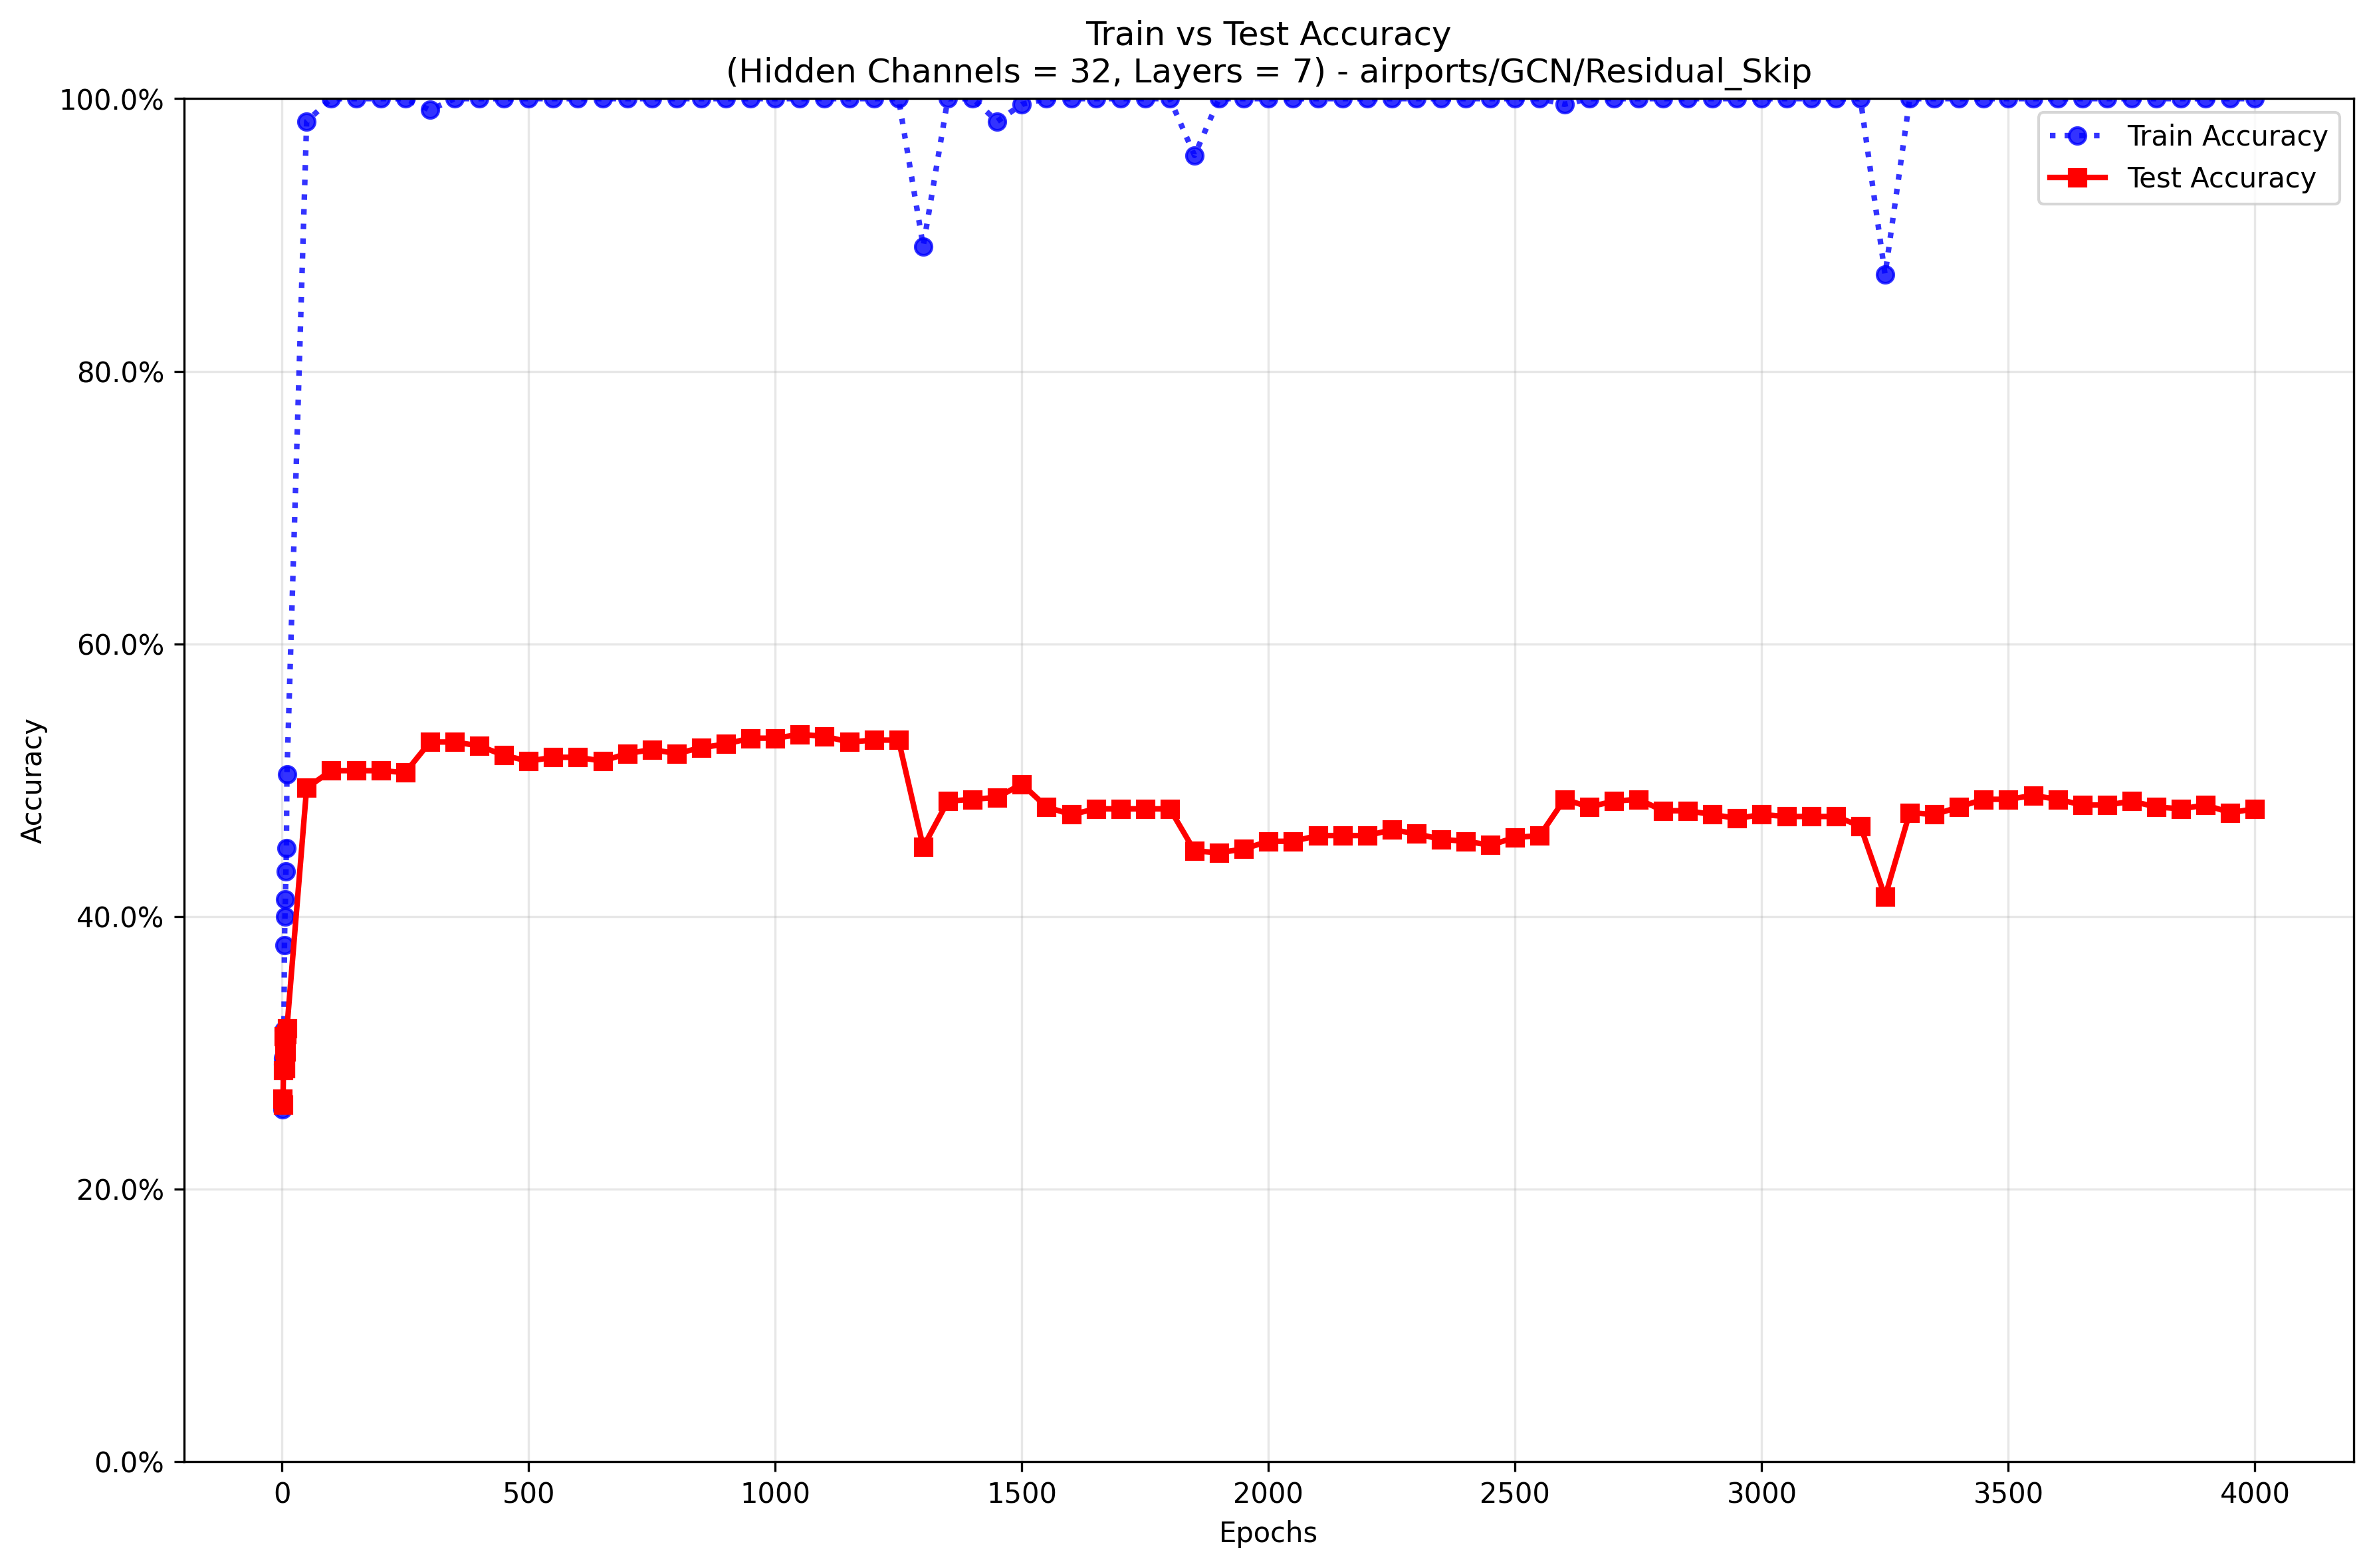 Train vs Test Accuracy
(Hidden Channels = 32, Layers = 7) - airports/GCN/Residual_Skip
100.0%
80.0%
60.0%
40.0%
20.0%
0.0%
Accuracy
Train Accuracy
Test Accuracy
0 500 1000 1500 2000 2500 3000 3500 4000
Epochs